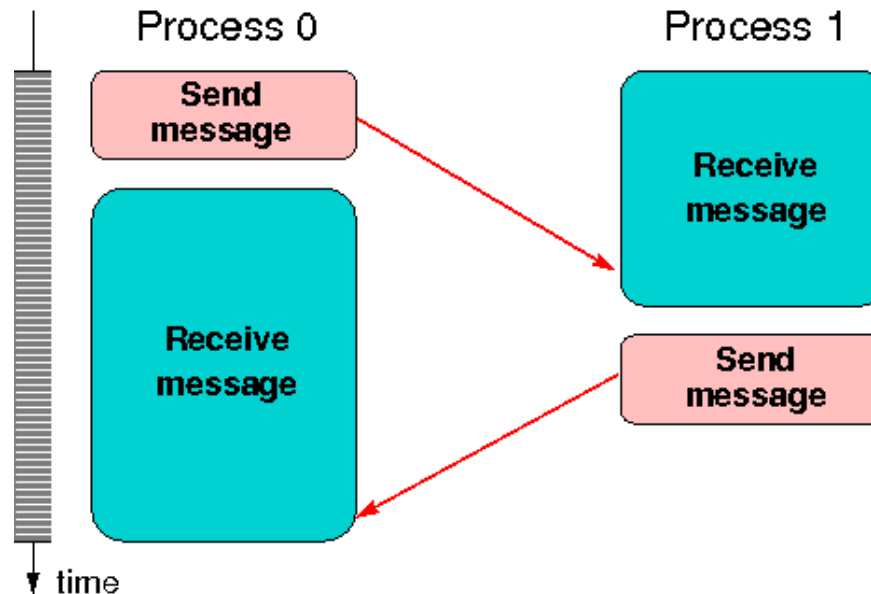 Process 0
Process 1
Send
message
Receive
message
Receive
message
Send
message
time